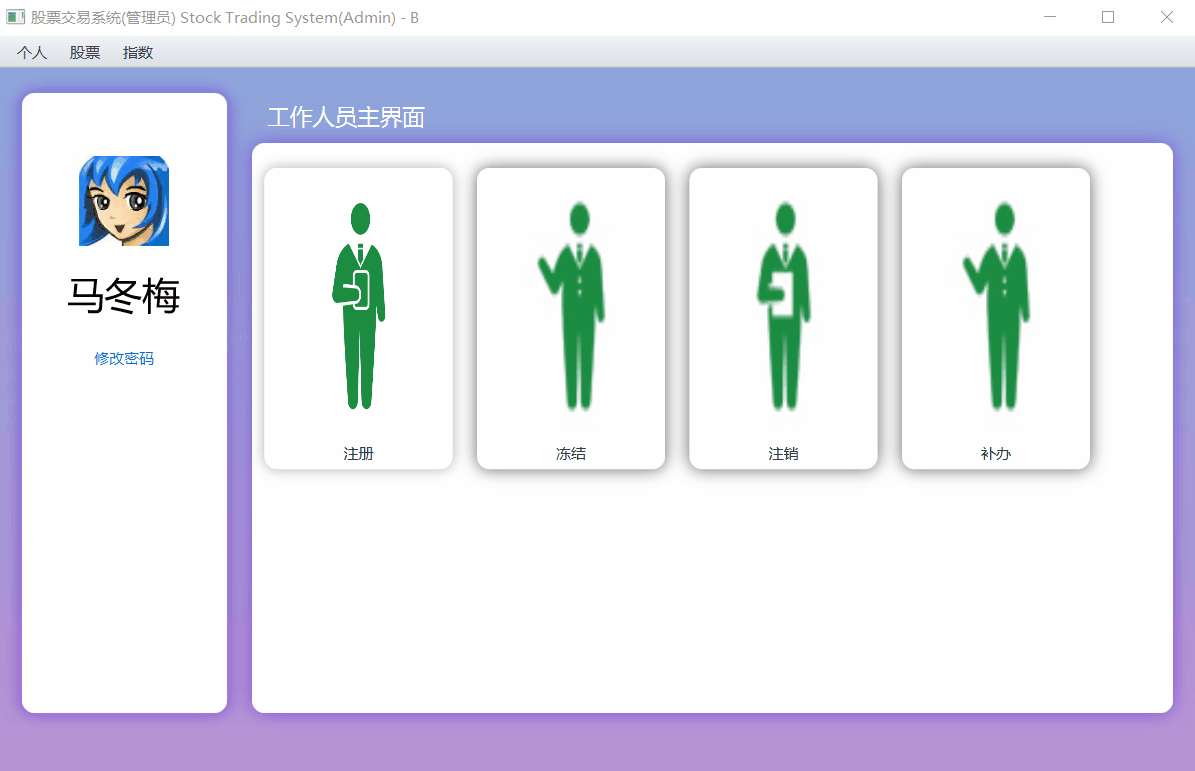 股票交易系统(管理员) Stock Trading System(Admin) - B
个人 股票 指数
工作人员主界面
马冬梅
修改密码
注册 冻结 注销 补办